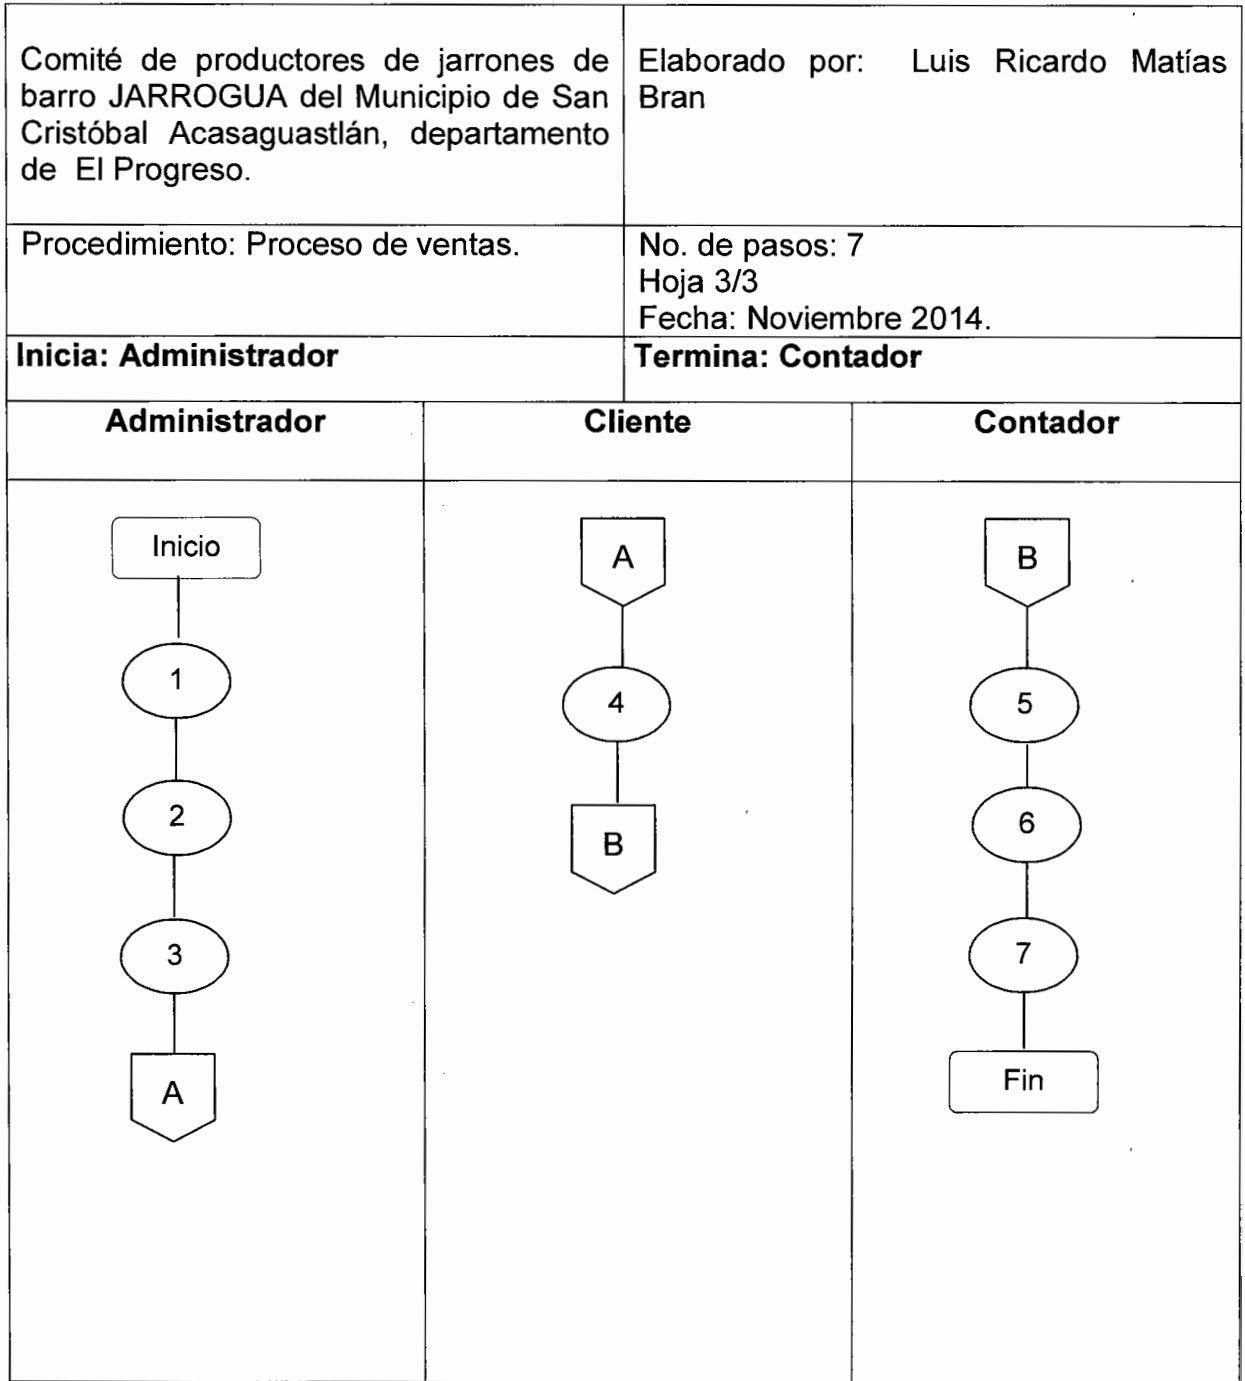 Comité de productores de jarrones de
barro JARROGUA del Municipio de San
Cristóbal Acasaguastlán, departamento
de El Progreso.
Elaborado por: Luis Ricardo Matías
Bran
Procedimiento: Proceso de ventas.
No. de pasos: 7
Hoja 3/3
Fecha: Noviembre 2014.
Inicia: Administrador
Termina: Contador
Administrador
Cliente
Contador
Inicio
1
2
3
A
A
4
B
B
5
6
7
Fin